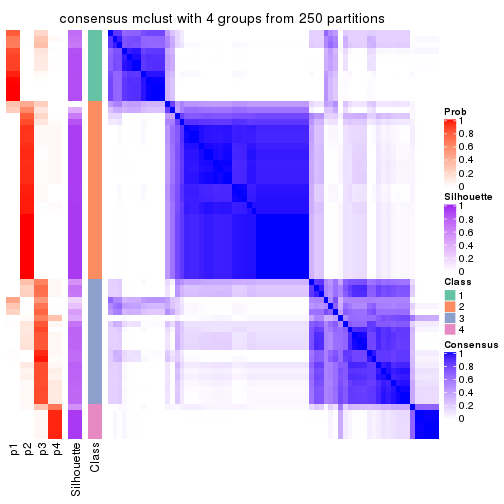 consensus mclust with 4 groups from 250 partitions
Prob
1
0.8
0.6
0.4
0.2
0
Silhouette
1
0.8
0.6
0.4
0.2
0
Class
1
2
3
4
Consensus
1
0.8
0.6
0.4
0.2
0
p1
p2
p3
p4
Silhouette
Class